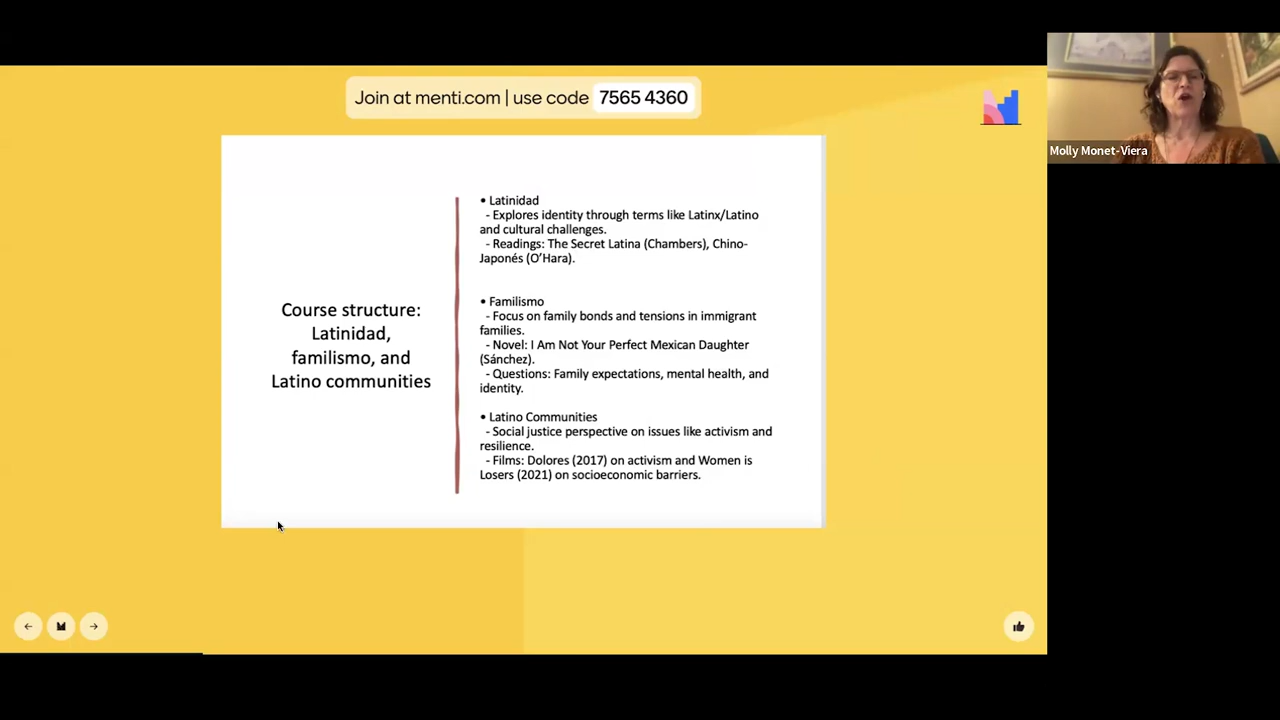 Join at menti.com | use code 7565 4360
Molly Monet-Viera
Course structure:
Latinidad,
familismo, and
Latino communities
• Latinidad
- Explores identity through terms like Latinx/Latino
and cultural challenges.
- Readings: The Secret Latina (Chambers), Chino-
Japonés (O’Hara).
• Familismo
- Focus on family bonds and tensions in immigrant
families.
- Novel: I Am Not Your Perfect Mexican Daughter
(Sánchez).
- Questions: Family expectations, mental health, and
identity.
• Latino Communities
- Social justice perspective on issues like activism and
resilience.
- Films: Dolores (2017) on activism and Women is
Losers (2021) on socioeconomic barriers.